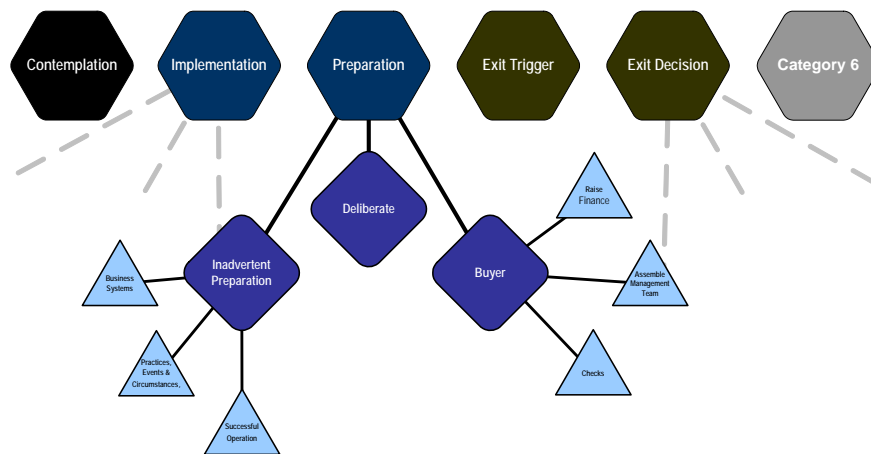 Contemplation
Implementation
Preparation
Exit Trigger
Exit Decision
Category 6
Deliberate
Raise
Finance
Inadvertent
Preparation
Buyer
Business
Systems
Assemble
Management
Team
Practices,
Events &
Circumstances,
Checks
Successful
Operation